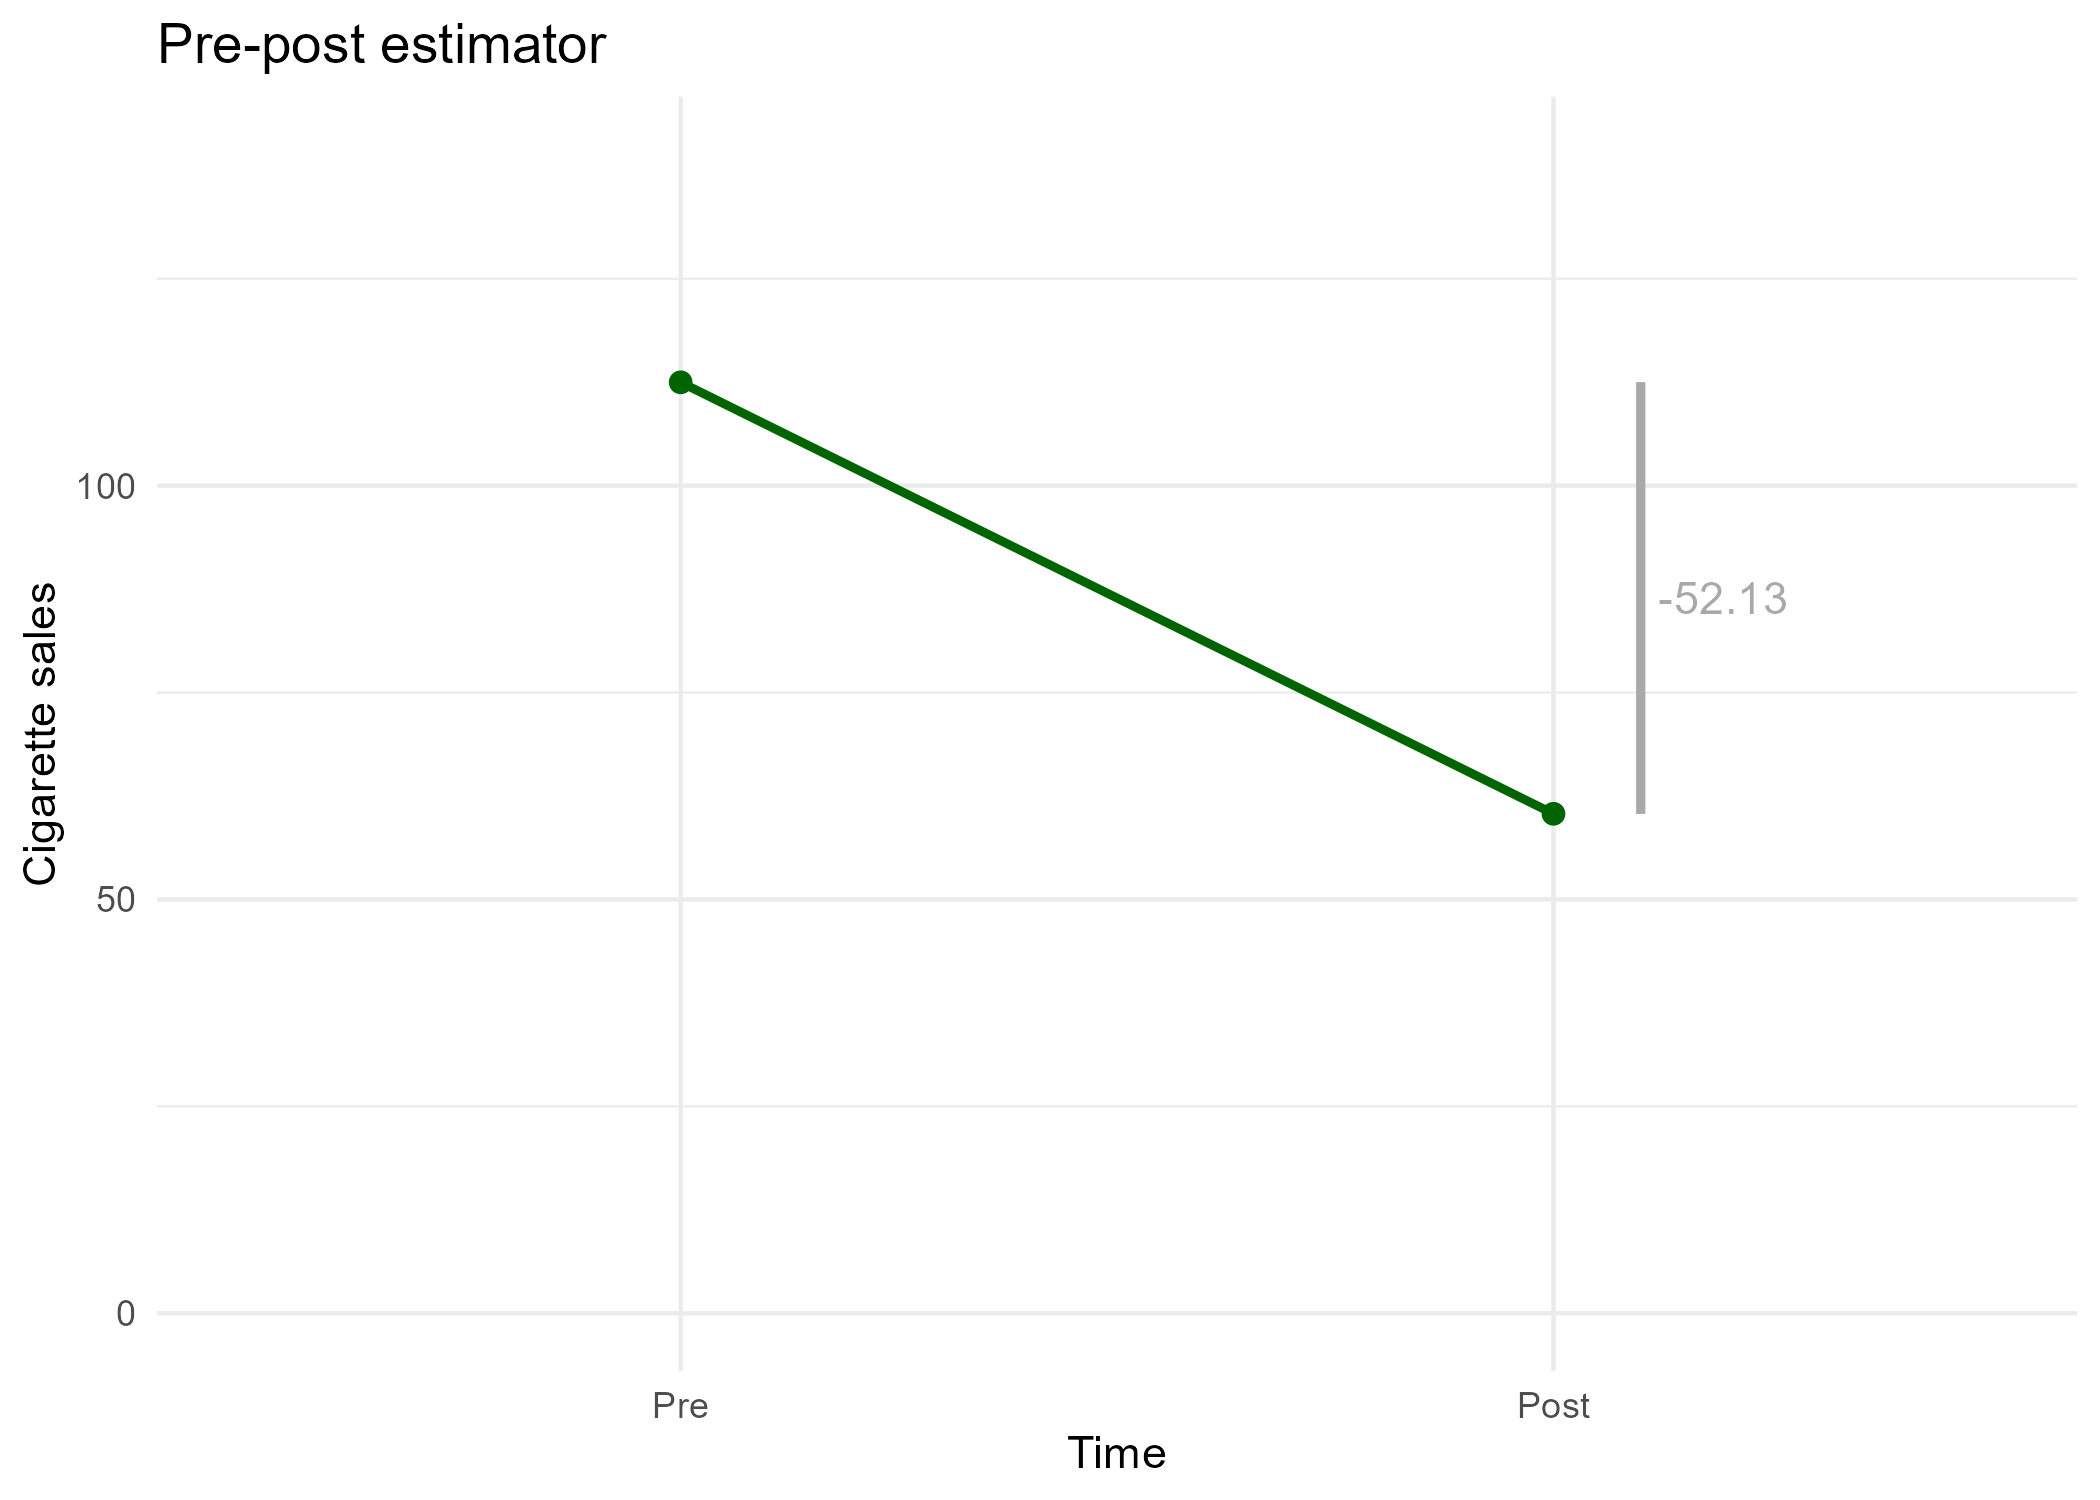 Pre-post estimator
Cigarette sales
100
50
0
-52.13
Pre
Post
Time